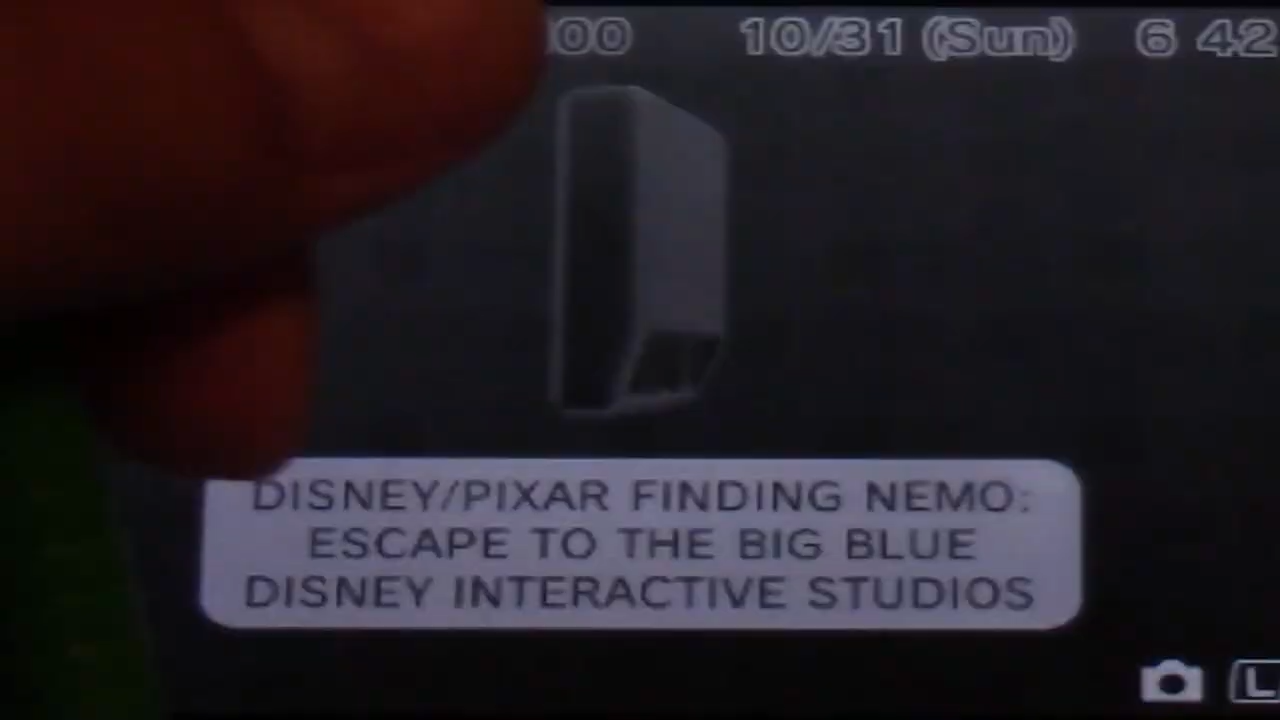 00 10/31 (Sun) 6 42
DISNEY/PIXAR FINDING NEMO:
ESCAPE TO THE BIG BLUE
DISNEY INTERACTIVE STUDIOS
L